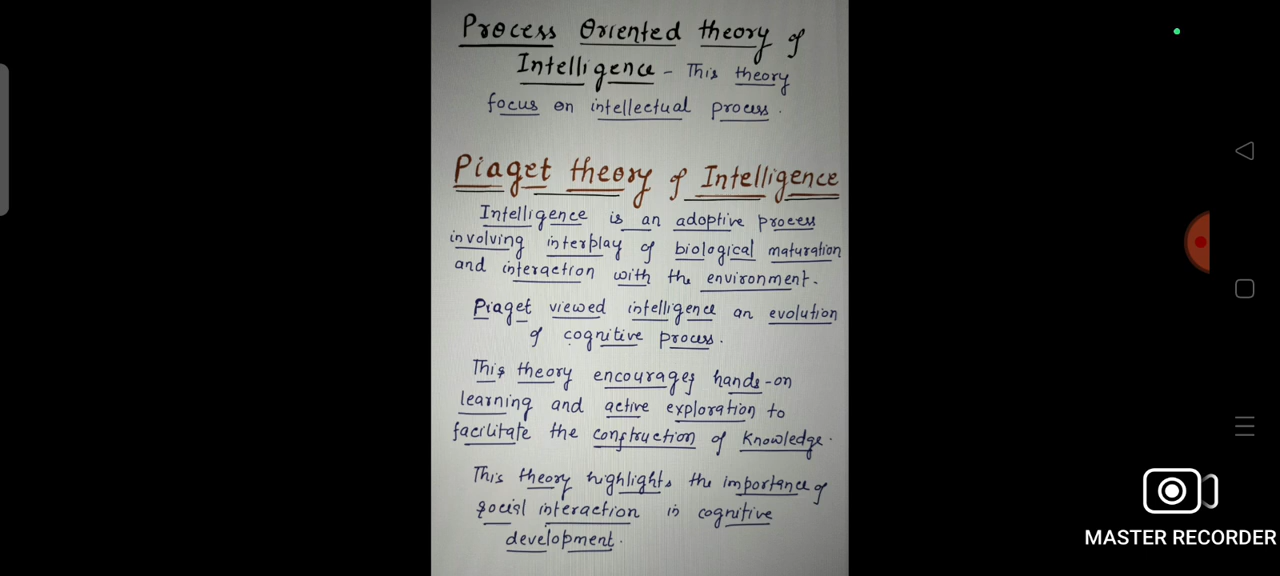 Process Oriented theory of
Intelligence - This theory
focus on intellectual process.
Piaget theory of Intelligence
Intelligence is an adoptive process
involving interplay of biological maturation
and interaction with the environment.
Piaget viewed intelligence an evolution
of cognitive process.
This theory encourages hands-on
learning and active exploration to
facilitate the construction of knowledge.
This theory highlights the importance of
social interaction in cognitive
development.
MASTER RECORDER